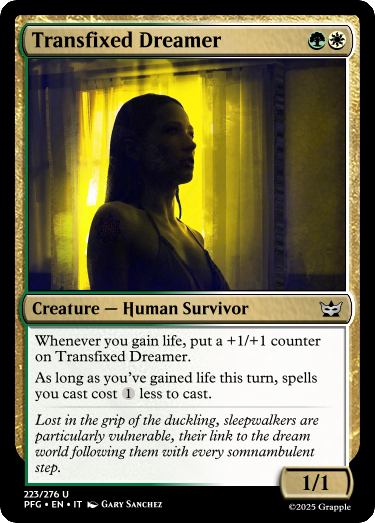 Transfixed Dreamer
Creature — Human Survivor
Whenever you gain life, put a +1/+1 counter
on Transfixed Dreamer.
As long as you've gained life this turn, spells
you cast cost 1 less to cast.
Lost in the grip of the duckling, sleepwalkers are
particularly vulnerable, their link to the dream
world following them with every somnambulent
step.
1/1
223/276 U
PFG • EN • IT Gary Sanchez
©2025 Grapple